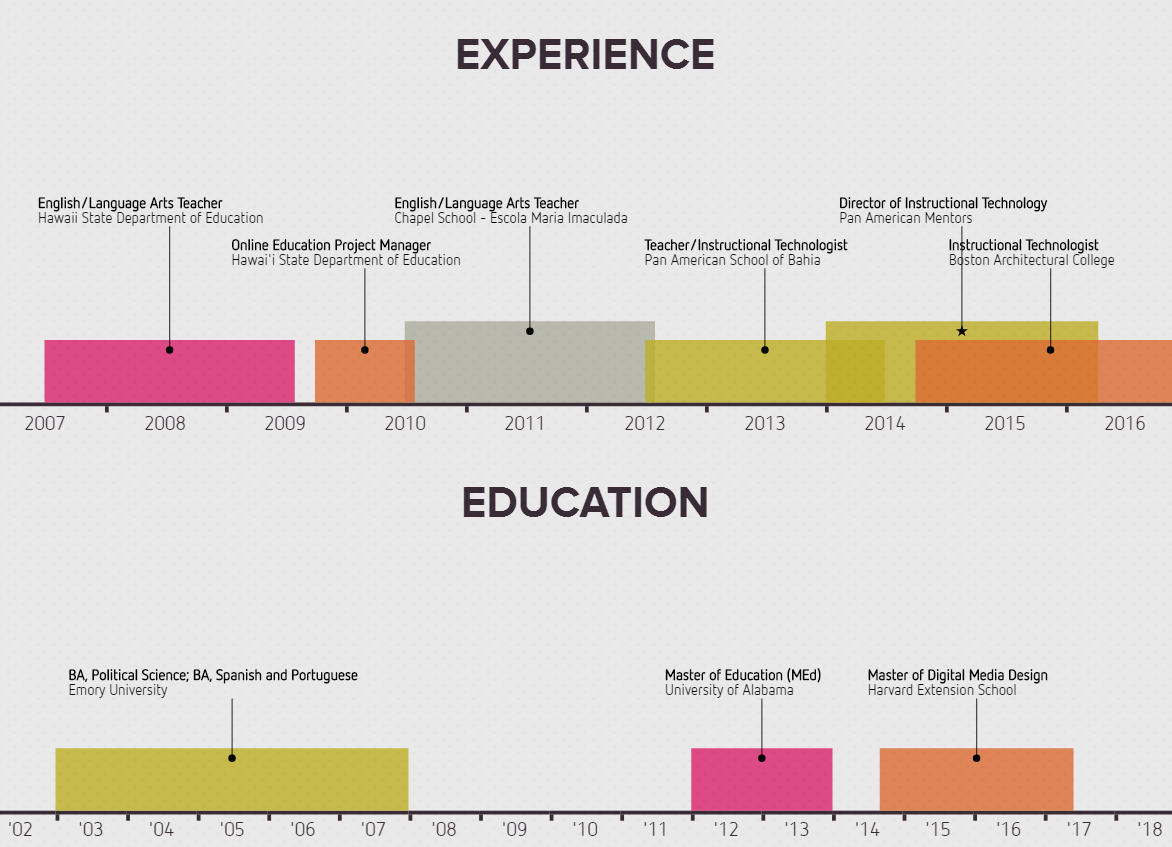 EXPERIENCE
English/Language Arts Teacher
Hawaii State Department of Education
English/Language Arts Teacher
Chapel School - Escola Maria Imaculada
Director of Instructional Technology
Pan American Mentors
Online Education Project Manager
Hawai'i State Department of Education
Teacher/Instructional Technologist
Pan American School of Bahia
Instructional Technologist
Boston Architectural College
2007 2008 2009 2010 2011 2012 2013 2014 2015 2016
EDUCATION
BA, Political Science; BA, Spanish and Portuguese
Emory University
Master of Education (MEd)
University of Alabama
Master of Digital Media Design
Harvard Extension School
'02 '03 '04 '05 '06 '07 '08 '09 '10 '11 '12 '13 '14 '15 '16 '17 '18